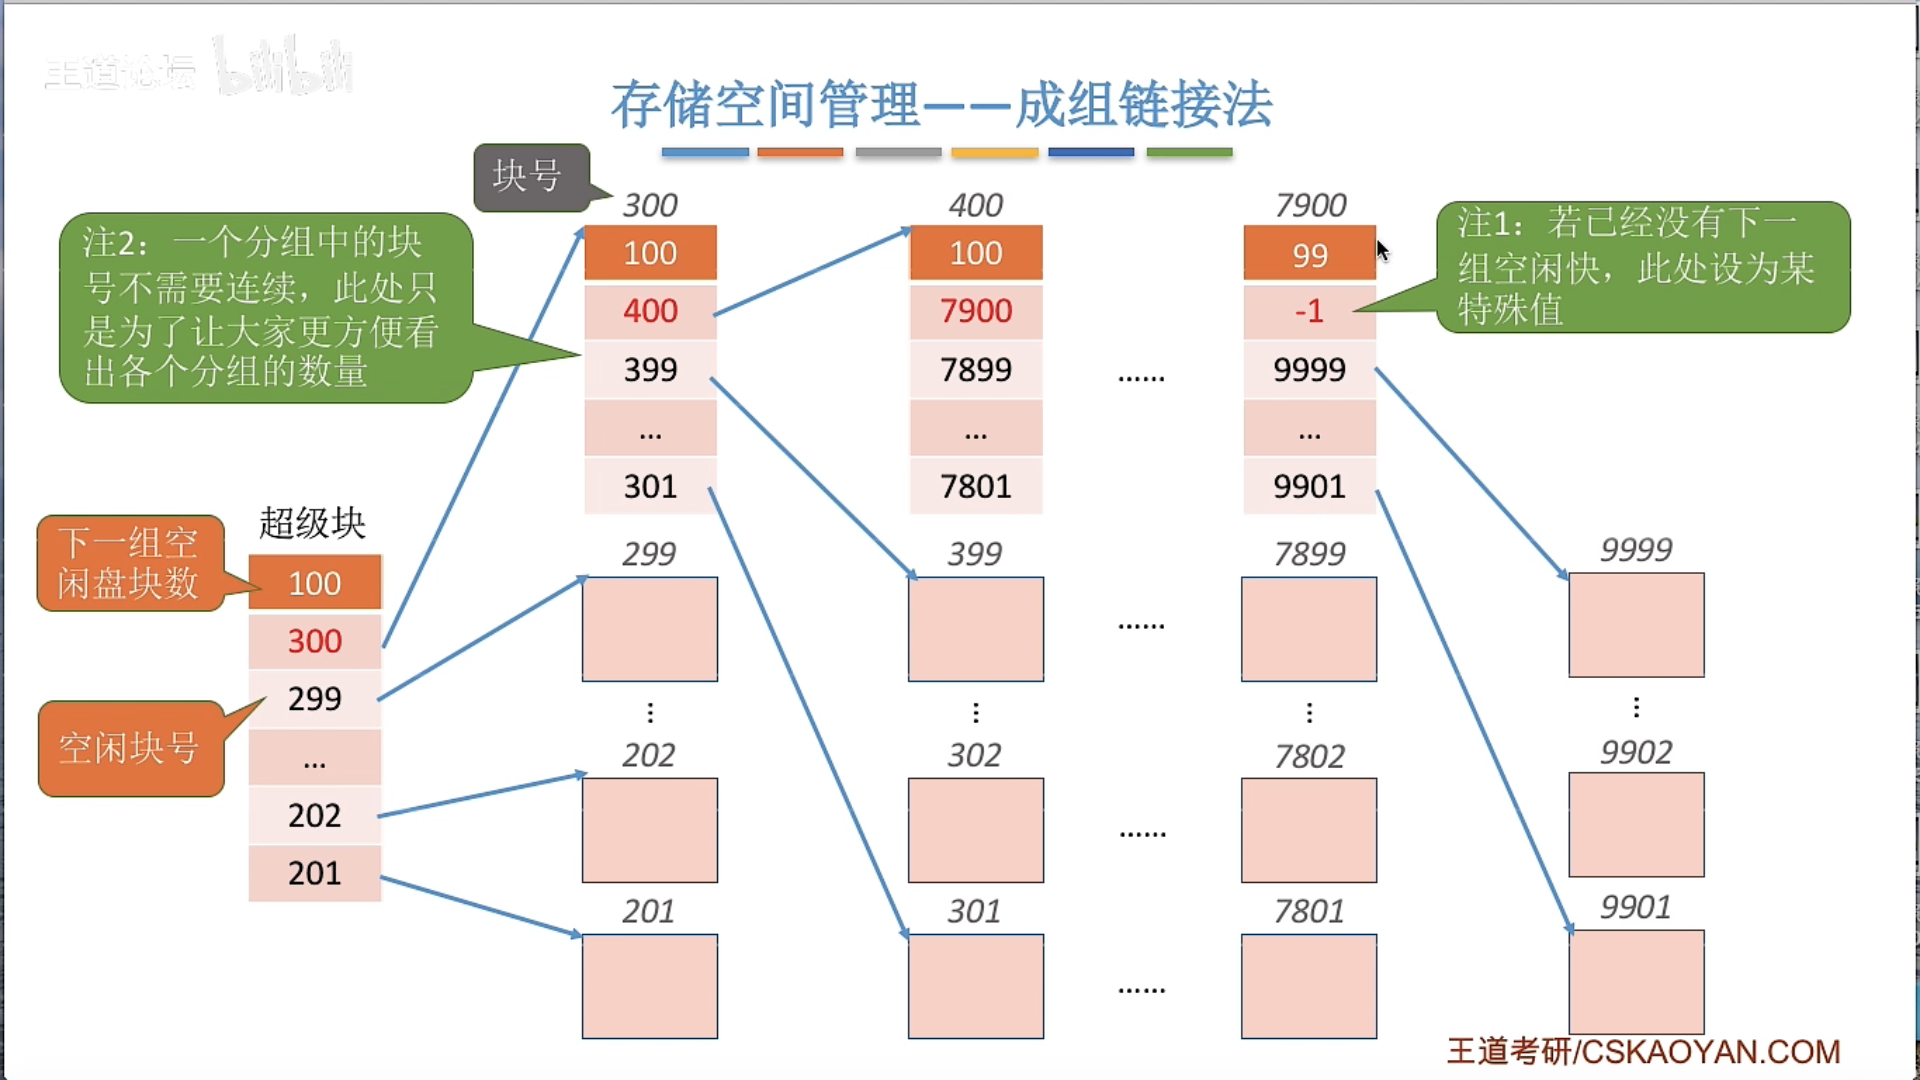 王道论坛 bilibili
存储空间管理——成组链接法
块号
注2：一个分组中的块
号不需要连续，此处只
是为了让大家更方便看
出各个分组的数量
300
100
400
399
...
301
400
100
7900
7899
...
7801
......
7900
99
-1
9999
...
9901
注1：若已经没有下一
组空闲快，此处设为某
特殊值
下一组空
闲盘块数
空闲块号
超级块
100
300
299
...
202
201
299
399
......
7899
9999
202
302
......
7802
9902
201
301
......
7801
9901
王道考研/CSKAOYAN.COM